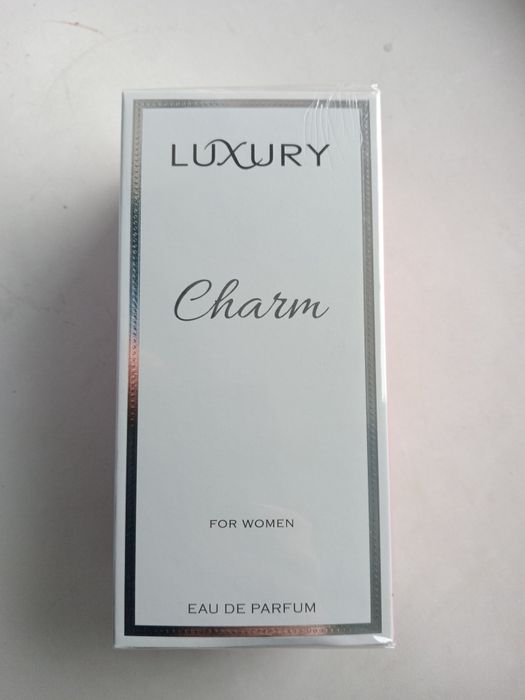 LUXURY
Charm
FOR WOMEN
EAU DE PARFUM